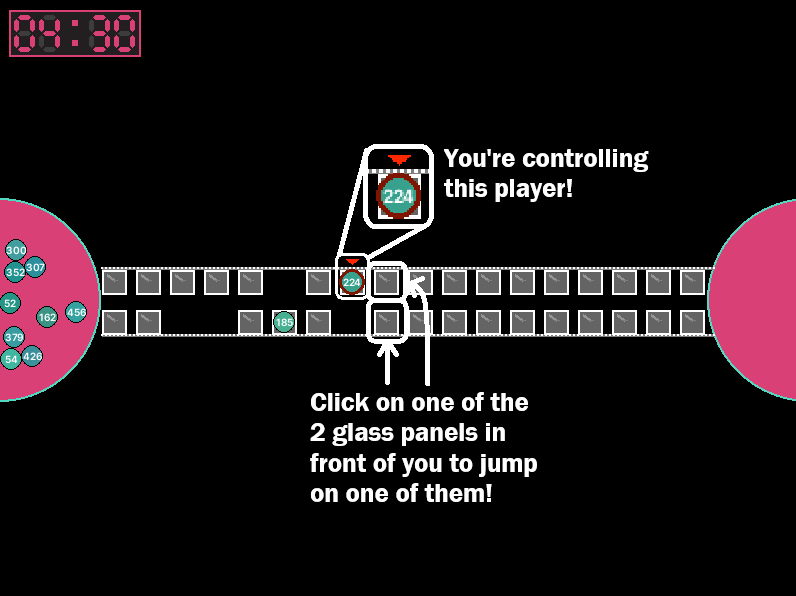 04:30
You're controlling
this player!
224
300
307
352
224
52
162
456
185
379
54
426
Click on one of the
2 glass panels in
front of you to jump
on one of them!